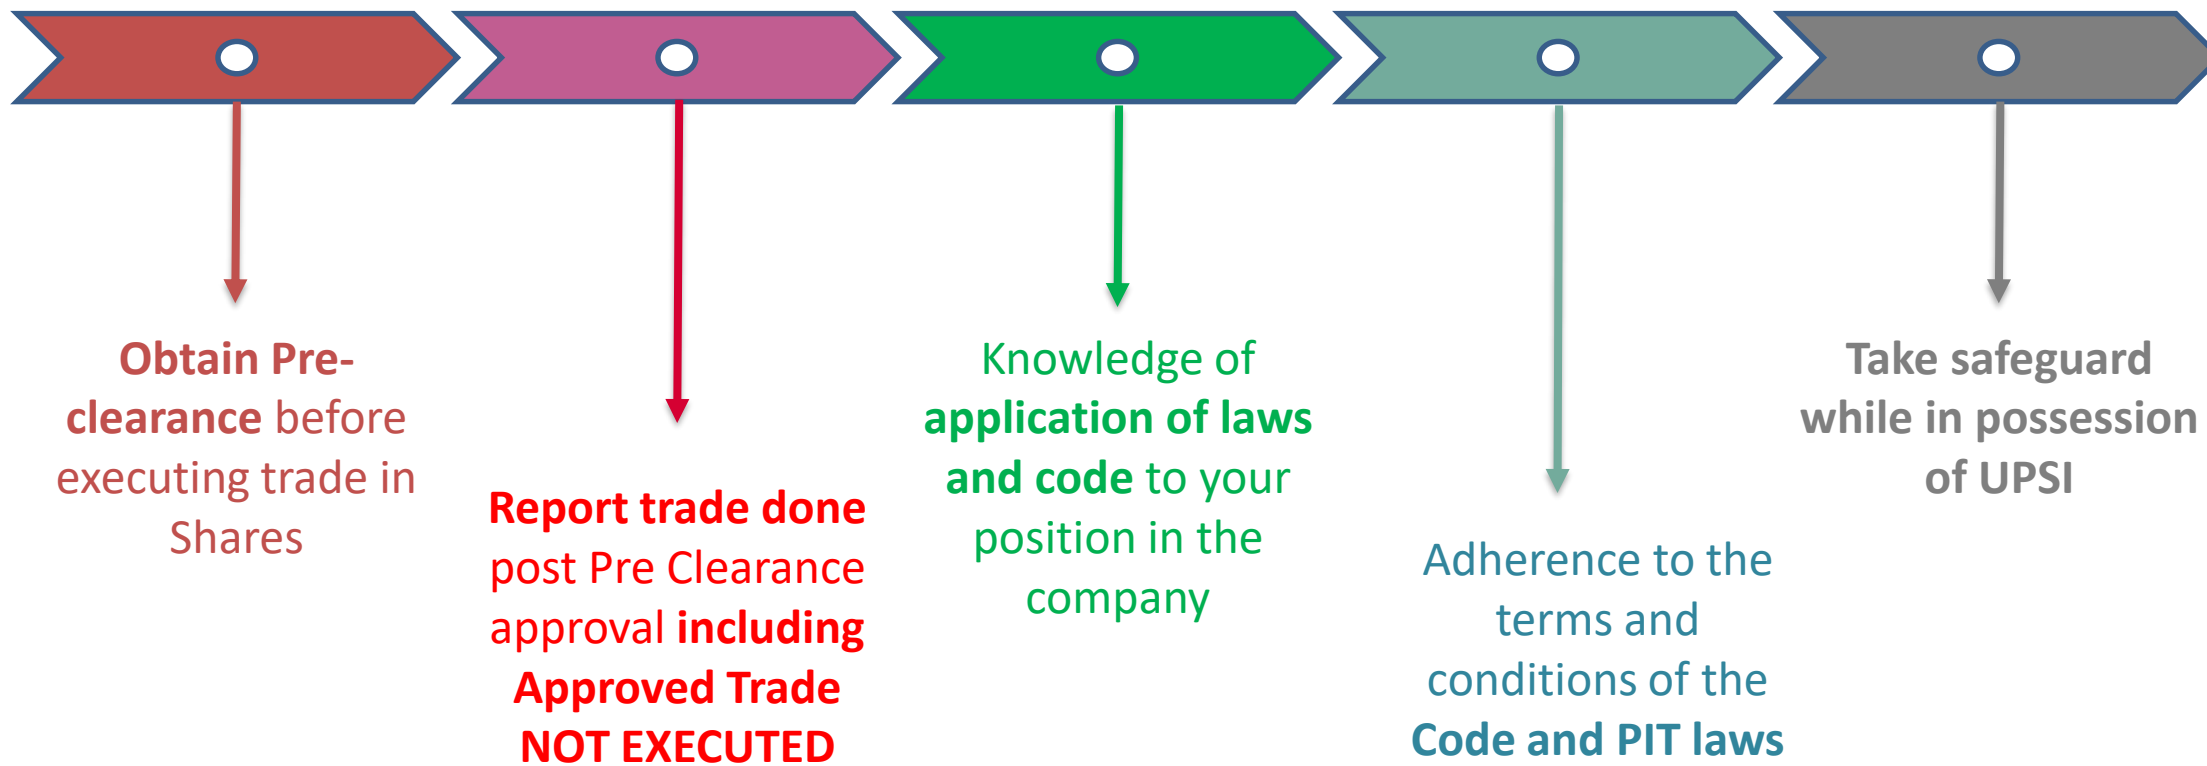 Obtain Pre-
clearance before
executing trade in
Shares
Report trade done
post Pre Clearance
approval including
Approved Trade
NOT EXECUTED
Knowledge of
application of laws
and code to your
position in the
company
Adherence to the
terms and
conditions of the
Code and PIT laws
Take safeguard
while in possession
of UPSI